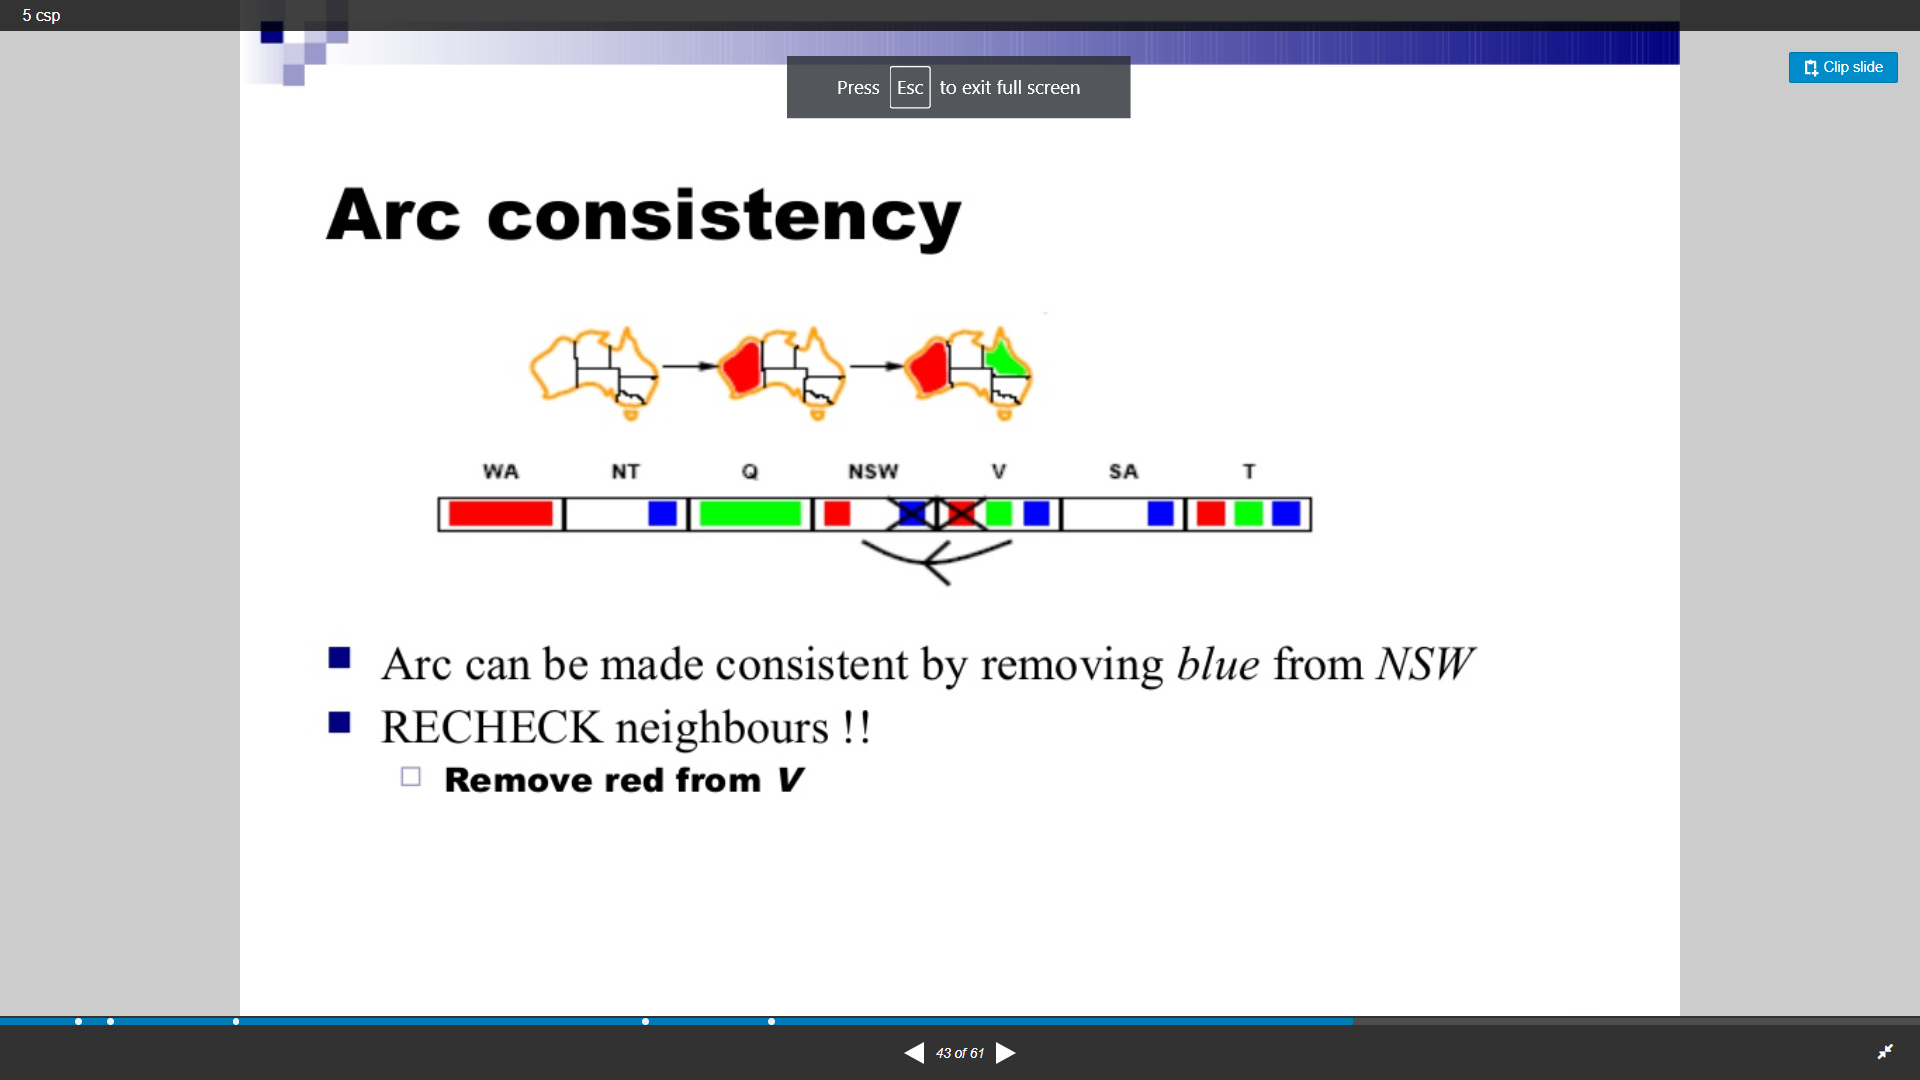 5 csp
Clip slide
Press Esc to exit full screen
Arc consistency
WA NT Q NSW V SA T
Arc can be made consistent by removing blue from NSW
RECHECK neighbours !!
Remove red from V
43 of 61